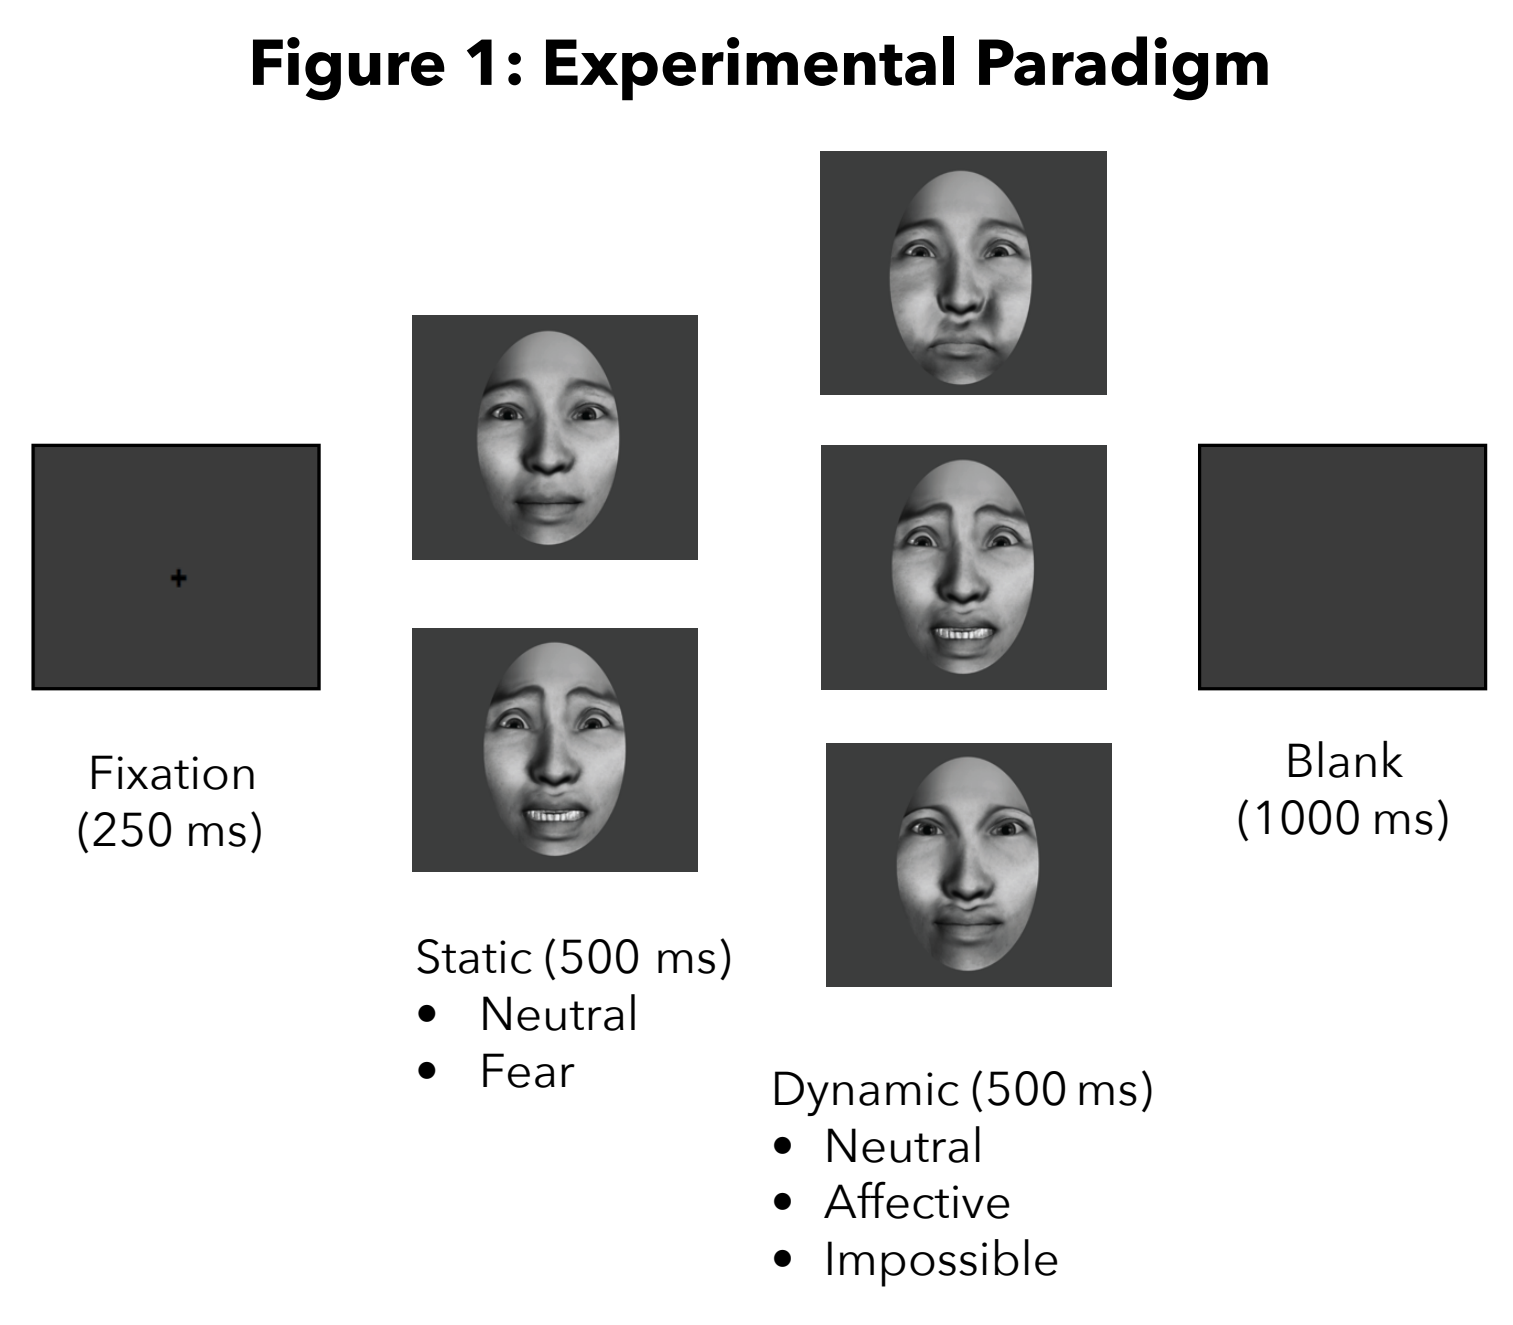 Figure 1: Experimental Paradigm
Fixation
(250 ms)
Static (500 ms)
• Neutral
• Fear
Dynamic (500 ms)
• Neutral
• Affective
• Impossible
Blank
(1000 ms)